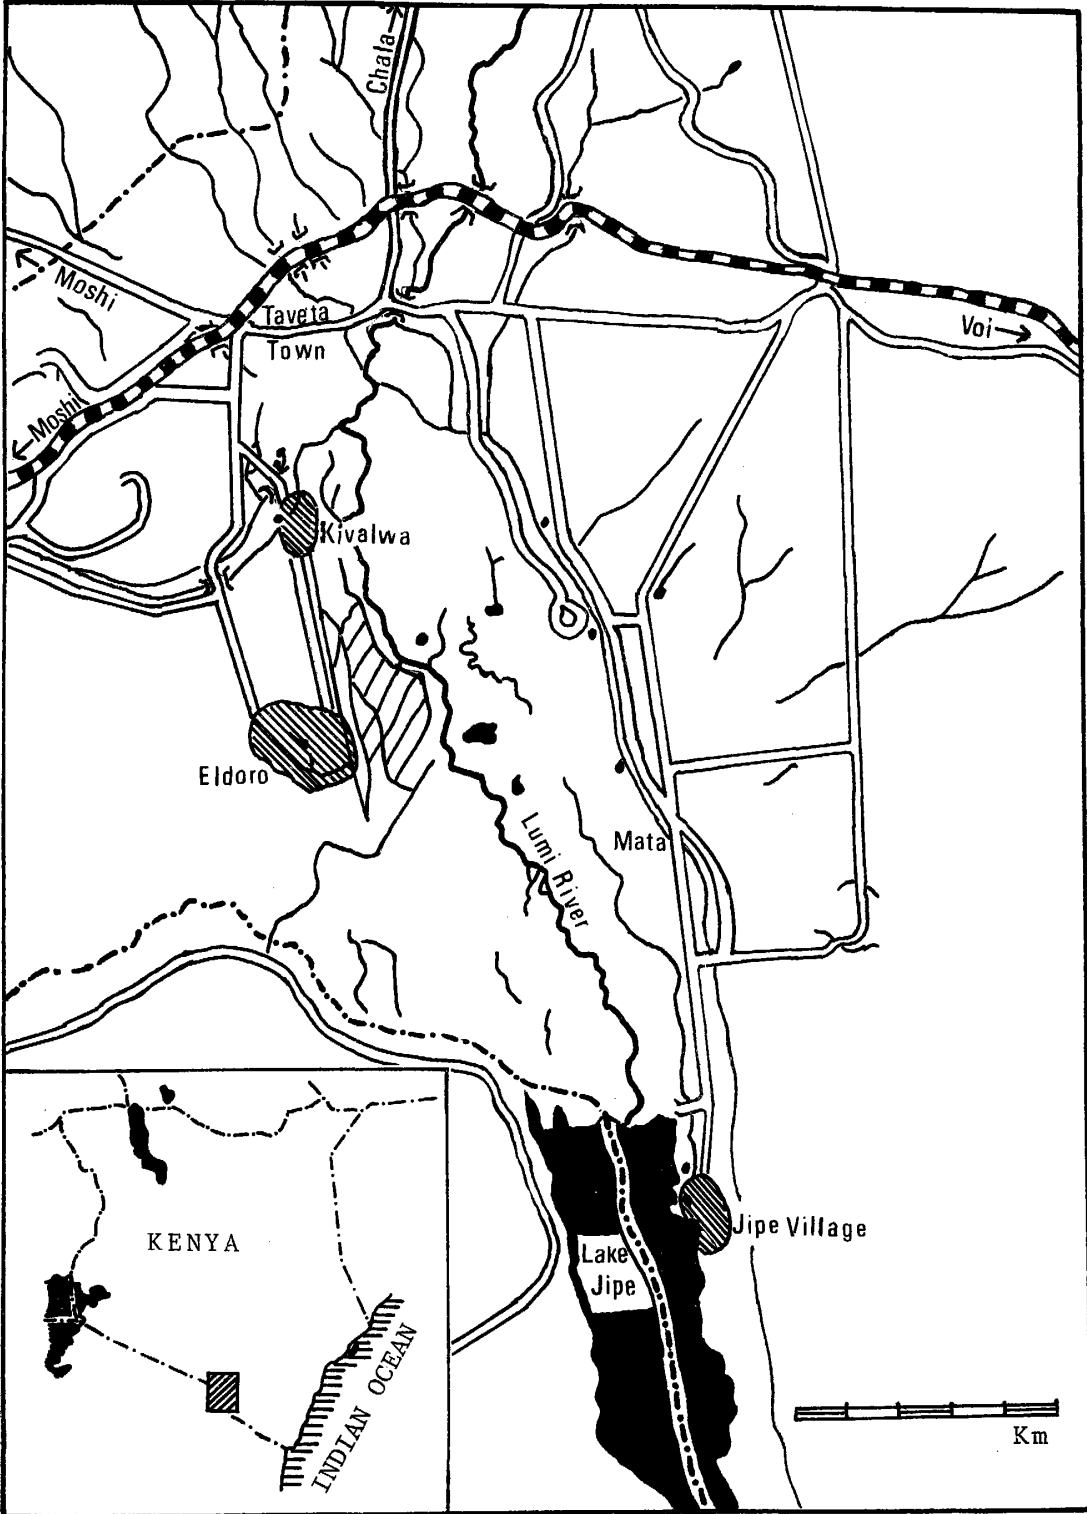 Chala
Moshi
Taveta
Town
Voi
Moshi
Kivalwa
Eldoro
Lumi River
Mata
KENYA
INDIAN OCEAN
Jipe Village
Lake
Jipe
Km